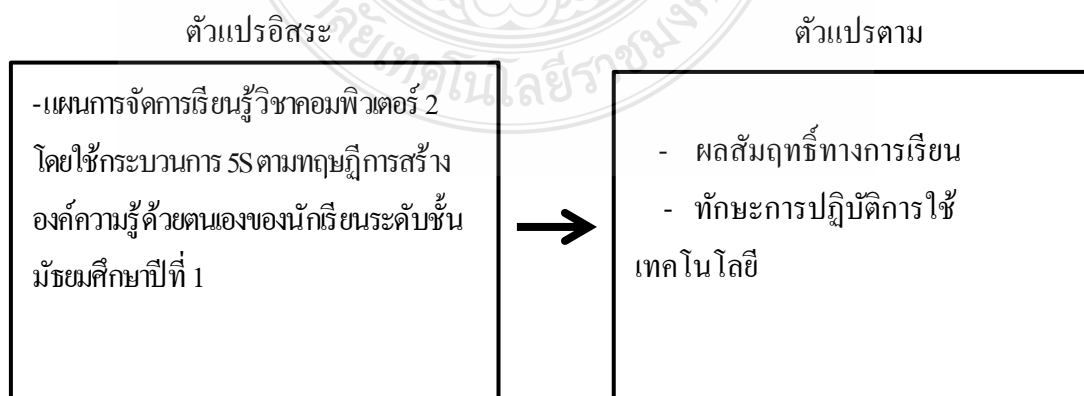 ตัวแปรอิสระ
-แผนการจัดการเรียนรู้วิชาคอมพิวเตอร์ 2
โดยใช้กระบวนการ 5S ตามทฤษฎีการสร้าง
องค์ความรู้ด้วยตนเองของนักเรียนระดับชั้น
มัธยมศึกษาปีที่ 1
ตัวแปรตาม
- ผลสัมฤทธิ์ทางการเรียน
- ทักษะการปฏิบัติการใช้
เทคโนโลยี